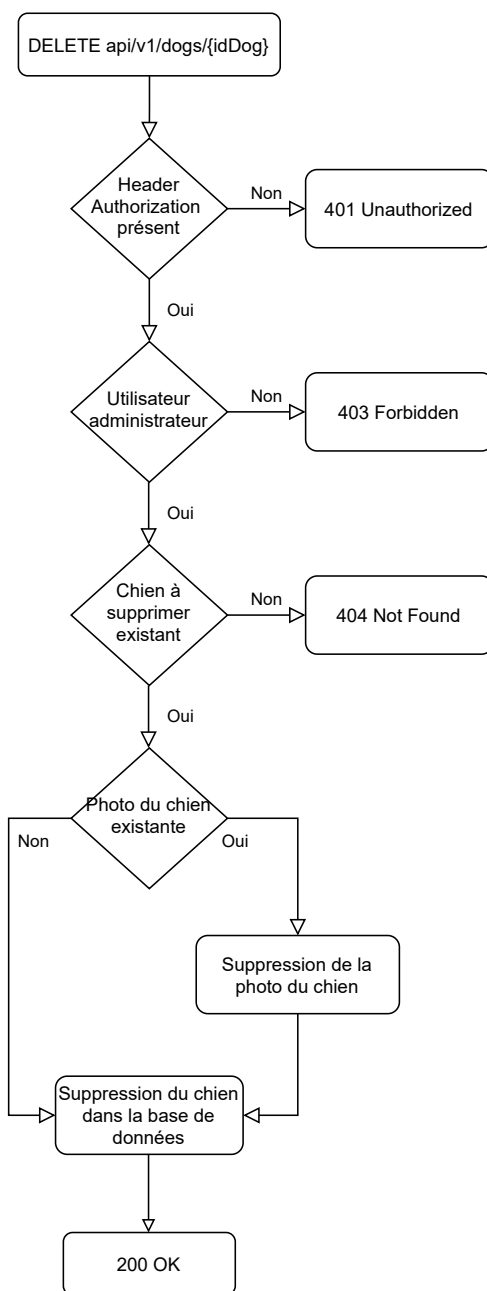 DELETE api/v1/dogs/{idDog}
Header
Authorization
présent
Non
401 Unauthorized
Oui
Utilisateur
administrateur
Non
403 Forbidden
Oui
Chien à
supprimer
existant
Non
404 Not Found
Oui
Photo du chien
existante
Non
Oui
Suppression de la
photo du chien
Suppression du chien
dans la base de
données
200 OK